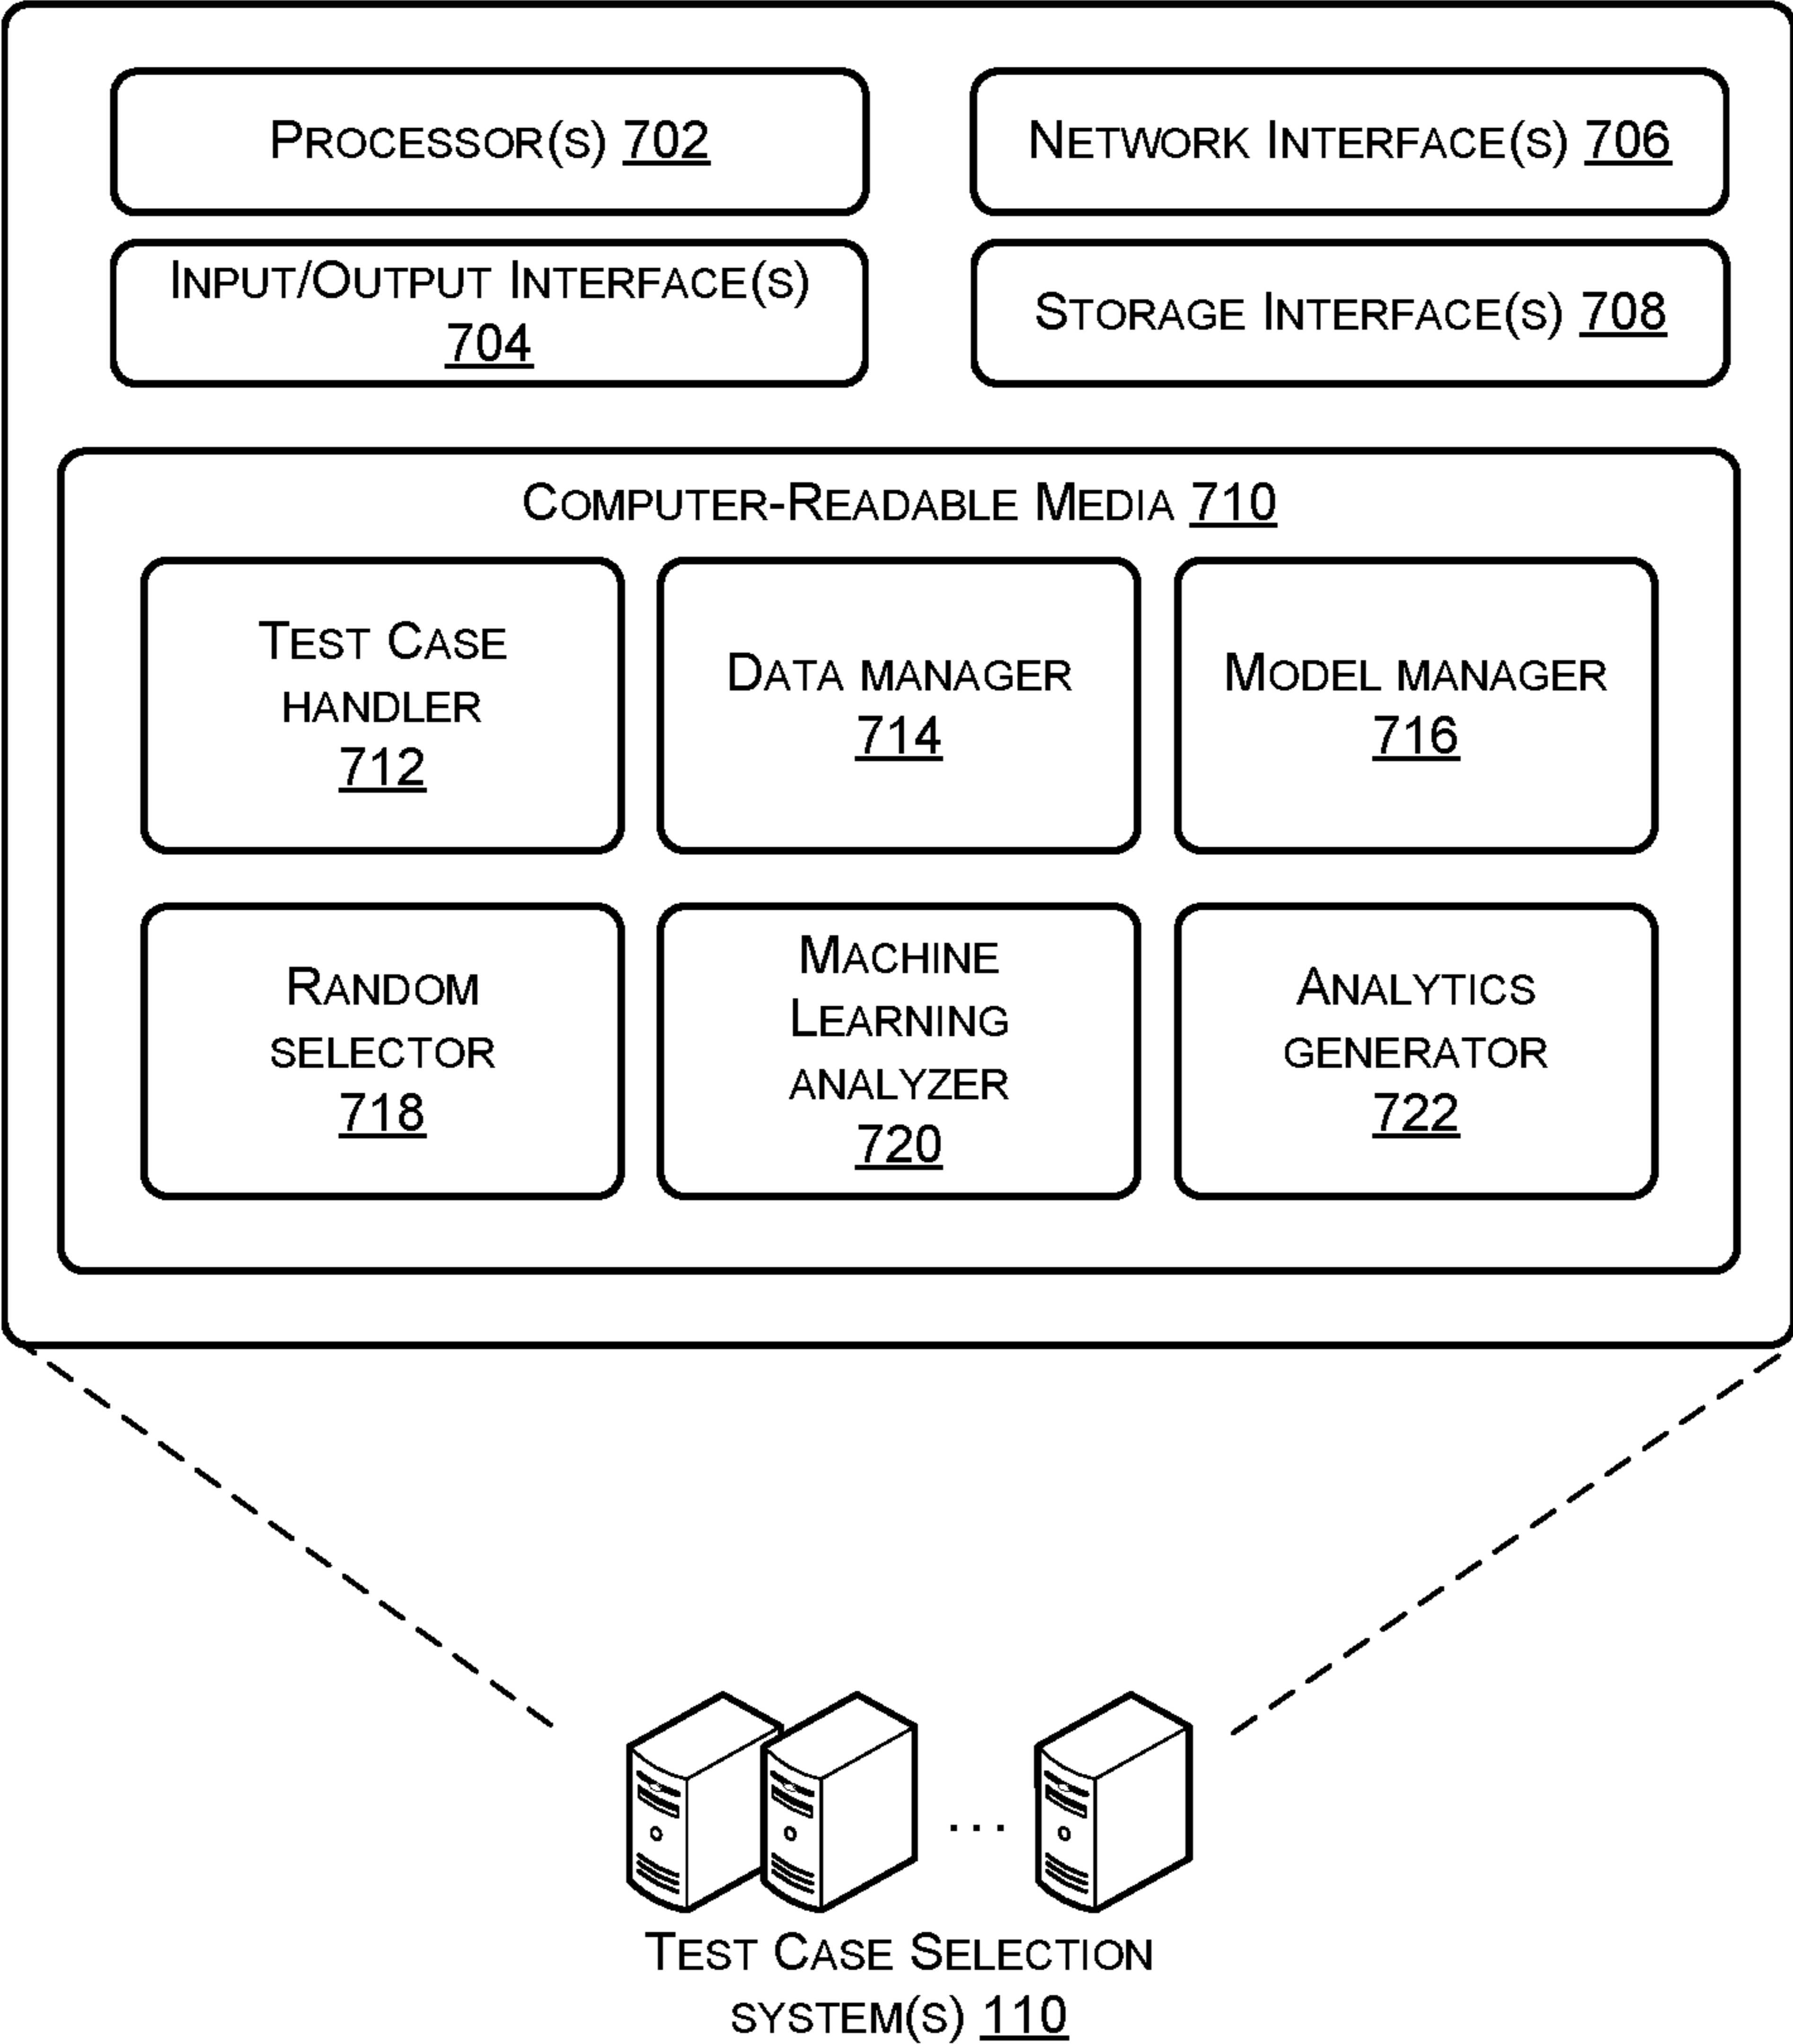 PROCESSOR(S) 702
NETWORK INTERFACE(S) 706
INPUT/OUTPUT INTERFACE(S)
704
STORAGE INTERFACE(S) 708
COMPUTER-READABLE MEDIA 710
TEST CASE
HANDLER
712
DATA MANAGER
714
MODEL MANAGER
716
RANDOM
SELECTOR
718
MACHINE
LEARNING
ANALYZER
720
ANALYTICS
GENERATOR
722
...
TEST CASE SELECTION
SYSTEM(S) 110